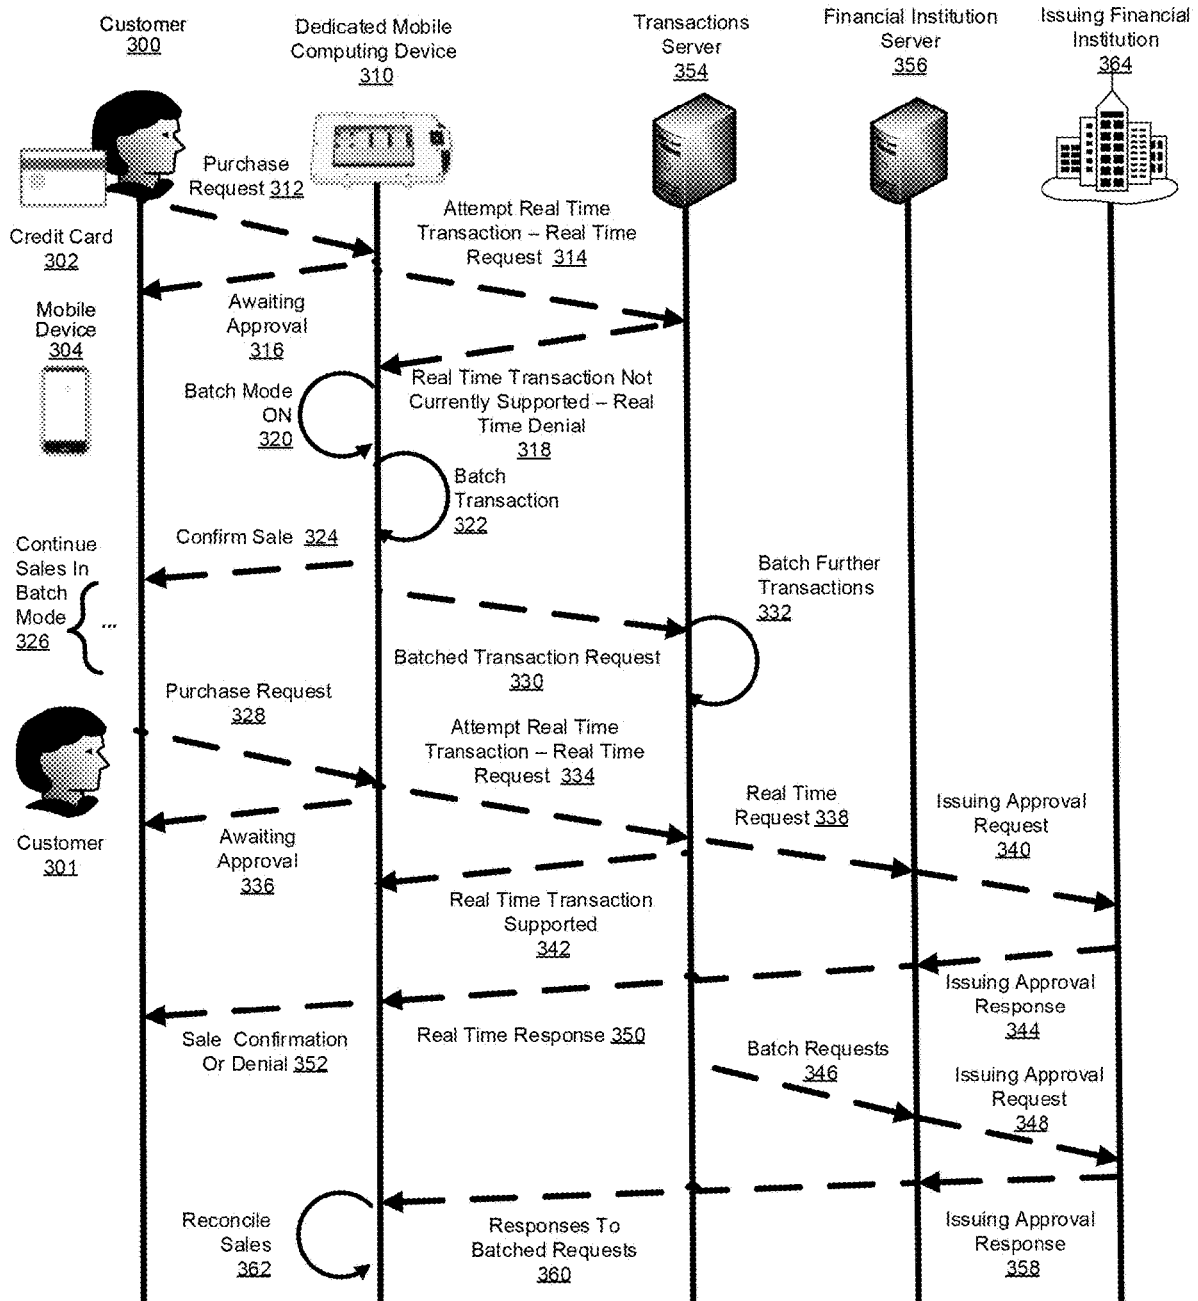 Customer
300
Dedicated Mobile
Computing Device
310
Transactions
Server
354
Financial Institution
Server
356
Issuing Financial
Institution
364
Purchase
Request 312
Credit Card
302
Attempt Real Time
Transaction – Real Time
Request 314
Awaiting
Approval
316
Mobile
Device
304
Real Time Transaction Not
Currently Supported – Real
Time Denial
318
Batch Mode
ON
320
Batch
Transaction
322
Confirm Sale 324
Continue
Sales In
Batch
Mode
326
...
Batch Further
Transactions
332
Batched Transaction Request
330
Purchase Request
328
Attempt Real Time
Transaction – Real Time
Request 334
Customer
301
Awaiting
Approval
336
Real Time
Request 338
Issuing Approval
Request
340
Real Time Transaction
Supported
342
Issuing Approval
Response
344
Real Time Response 350
Sale Confirmation
Or Denial 352
Batch Requests
346
Issuing Approval
Request
348
Reconcile
Sales
362
Responses To
Batched Requests
360
Issuing Approval
Response
358